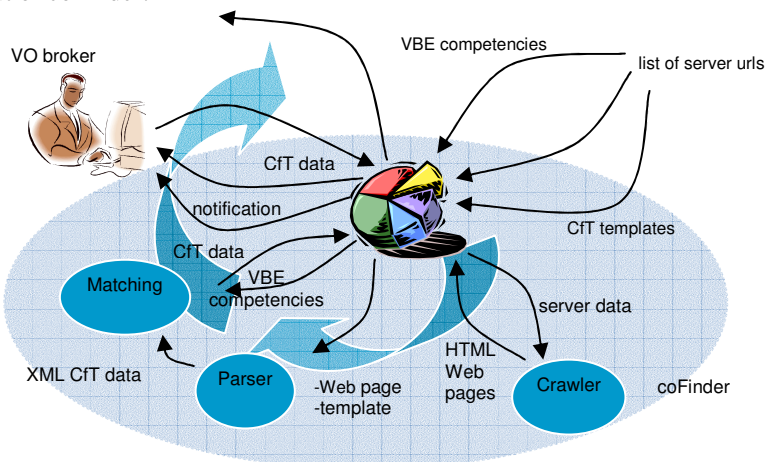 VO broker
VBE competencies
list of server urls
CfT data
notification
CfT templates
CfT data
VBE
competencies
Matching
server data
HTML
Web
pages
XML CfT data
Parser
-Web page
-template
Crawler
coFinder